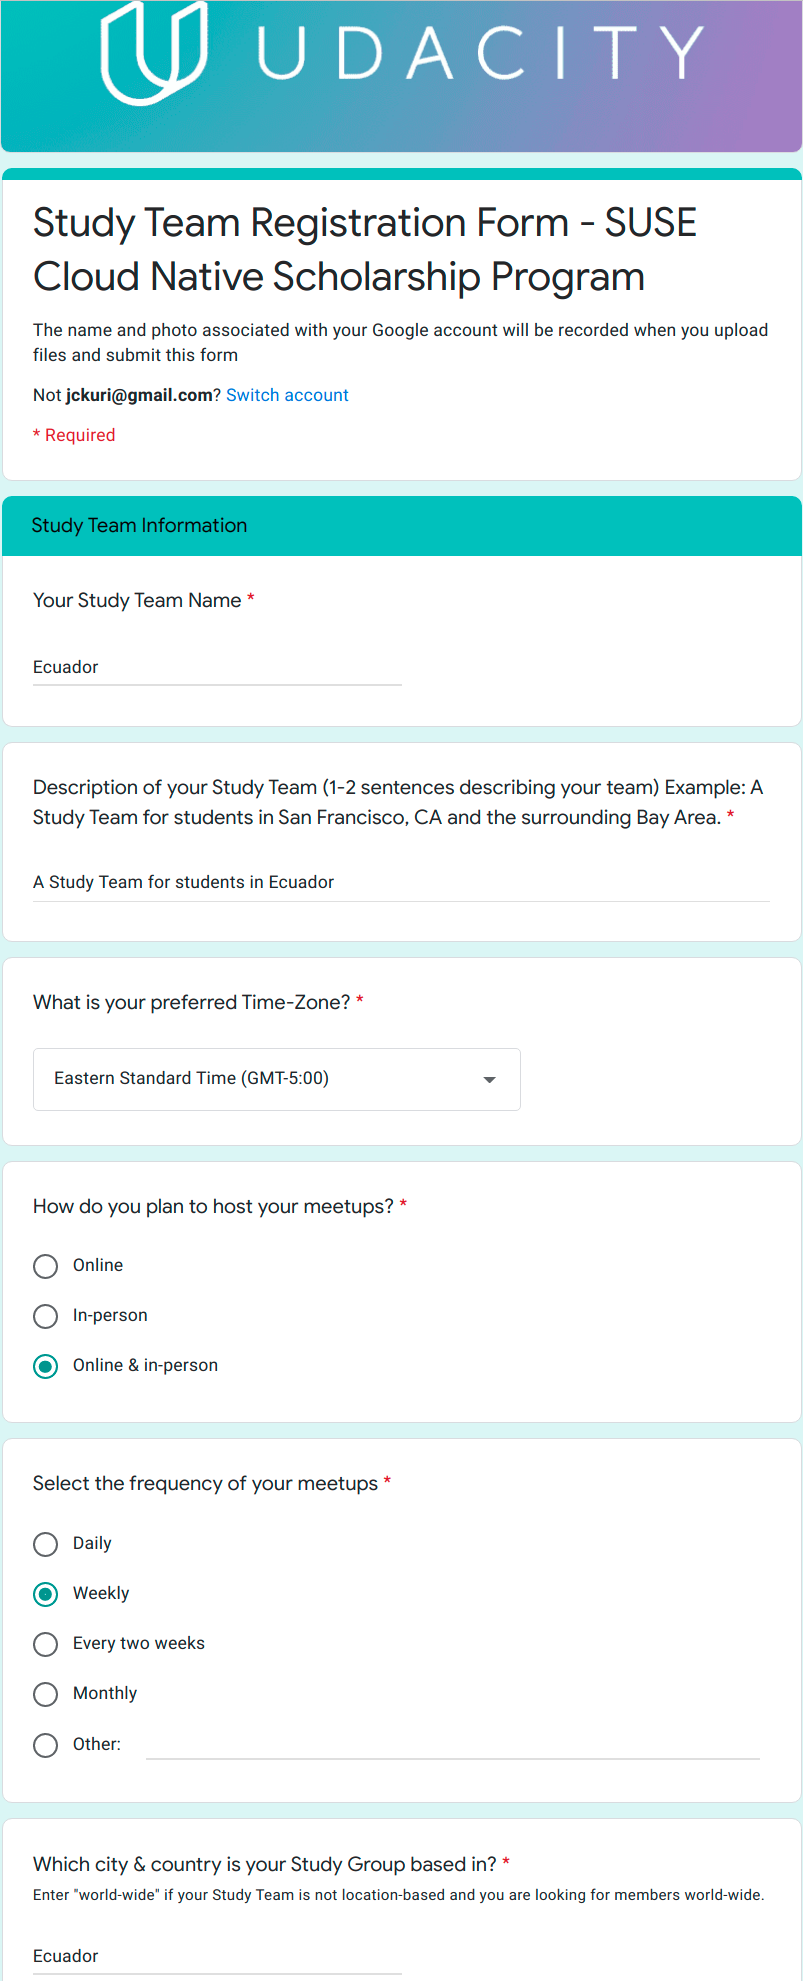 UDACITY
Study Team Registration Form - SUSE
Cloud Native Scholarship Program
The name and photo associated with your Google account will be recorded when you upload
files and submit this form
Not jckuri@gmail.com? Switch account
* Required
Study Team Information
Your Study Team Name *
Ecuador
Description of your Study Team (1-2 sentences describing your team) Example: A
Study Team for students in San Francisco, CA and the surrounding Bay Area. *
A Study Team for students in Ecuador
What is your preferred Time-Zone? *
Eastern Standard Time (GMT-5:00)
How do you plan to host your meetups? *
Online
In-person
Online & in-person
Select the frequency of your meetups *
Daily
Weekly
Every two weeks
Monthly
Other:
Which city & country is your Study Group based in? *
Enter "world-wide" if your Study Team is not location-based and you are looking for members world-wide.
Ecuador